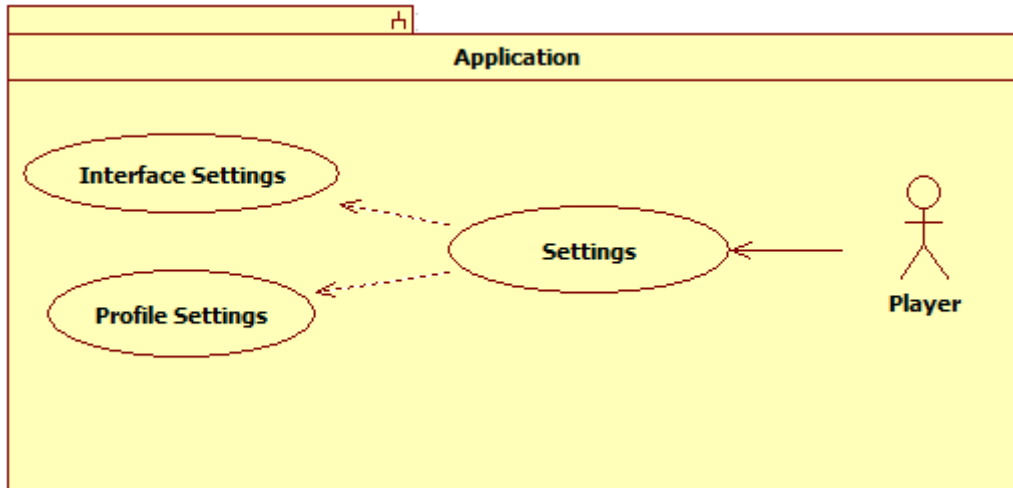 Application
Interface Settings
Settings
Profile Settings
Player